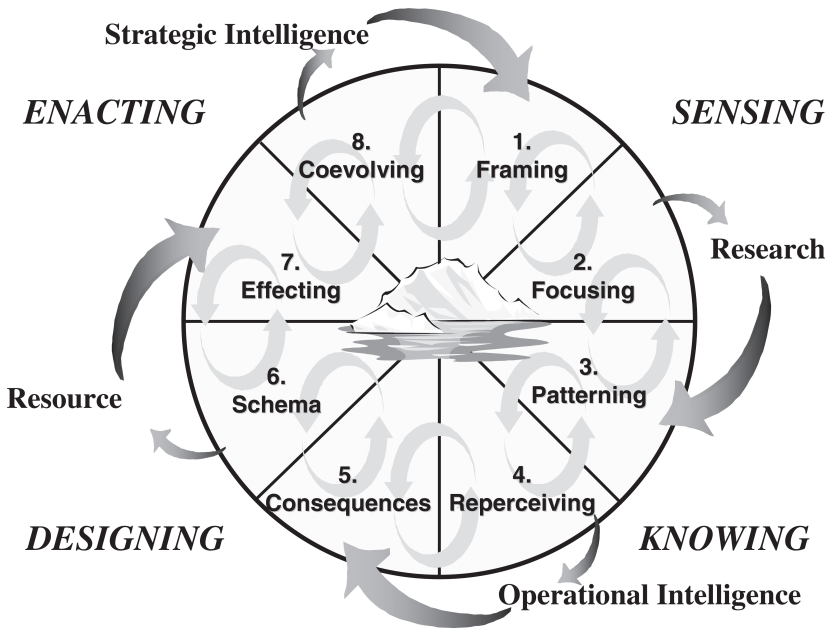 Strategic Intelligence
ENACTING
SENSING
8.
Coevolving
1.
Framing
Research
7.
Effecting
2.
Focusing
6.
Schema
3.
Patterning
Resource
5.
Consequences
4.
Reperceiving
DESIGNING
KNOWING
Operational Intelligence